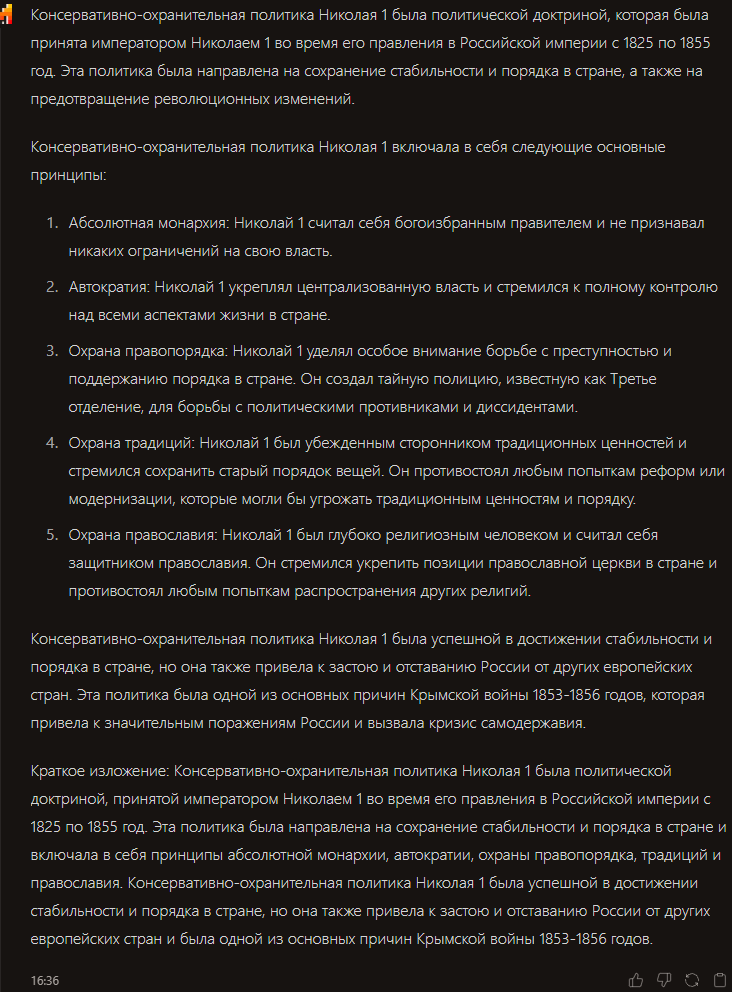 Консервативно-охранительная политика Николая 1 была политической доктриной, которая была
принята императором Николаем 1 во время его правления в Российской империи с 1825 по 1855
год. Эта политика была направлена на сохранение стабильности и порядка в стране, а также на
предотвращение революционных изменений.
Консервативно-охранительная политика Николая 1 включала в себя следующие основные
принципы:
1. Абсолютная монархия: Николай 1 считал себя богоизбранным правителем и не признавал
никаких ограничений на свою власть.
2. Автократия: Николай 1 укреплял централизованную власть и стремился к полному контролю
над всеми аспектами жизни в стране.
3. Охрана правопорядка: Николай 1 уделял особое внимание борьбе с преступностью и
поддержанию порядка в стране. Он создал тайную полицию, известную как Третье
отделение, для борьбы с политическими противниками и диссидентами.
4. Охрана традиций: Николай 1 был убежденным сторонником традиционных ценностей и
стремился сохранить старый порядок вещей. Он противостоял любым попыткам реформ или
модернизации, которые могли бы угрожать традиционным ценностям и порядку.
5. Охрана православия: Николай 1 был глубоко религиозным человеком и считал себя
защитником православия. Он стремился укрепить позиции православной церкви в стране и
противостоял любым попыткам распространения других религий.
Консервативно-охранительная политика Николая 1 была успешной в достижении стабильности и
порядка в стране, но она также привела к застою и отставанию России от других европейских
стран. Эта политика была одной из основных причин Крымской войны 1853-1856 годов, которая
привела к значительным поражениям России и вызвала кризис самодержавия.
Краткое изложение: Консервативно-охранительная политика Николая 1 была политической
доктриной, принятой императором Николаем 1 во время его правления в Российской империи с
1825 по 1855 год. Эта политика была направлена на сохранение стабильности и порядка в стране и
включала в себя принципы абсолютной монархии, автократии, охраны правопорядка, традиций и
православия. Консервативно-охранительная политика Николая 1 была успешной в достижении
стабильности и порядка в стране, но она также привела к застою и отставанию России от других
европейских стран и была одной из основных причин Крымской войны 1853-1856 годов.
16:36